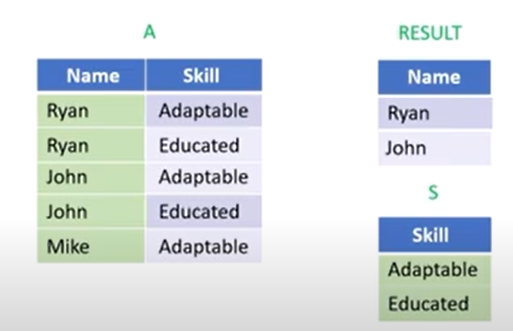 A
Name Skill
Ryan Adaptable
Ryan Educated
John Adaptable
John Educated
Mike Adaptable
RESULT
Name
Ryan
John
S
Skill
Adaptable
Educated